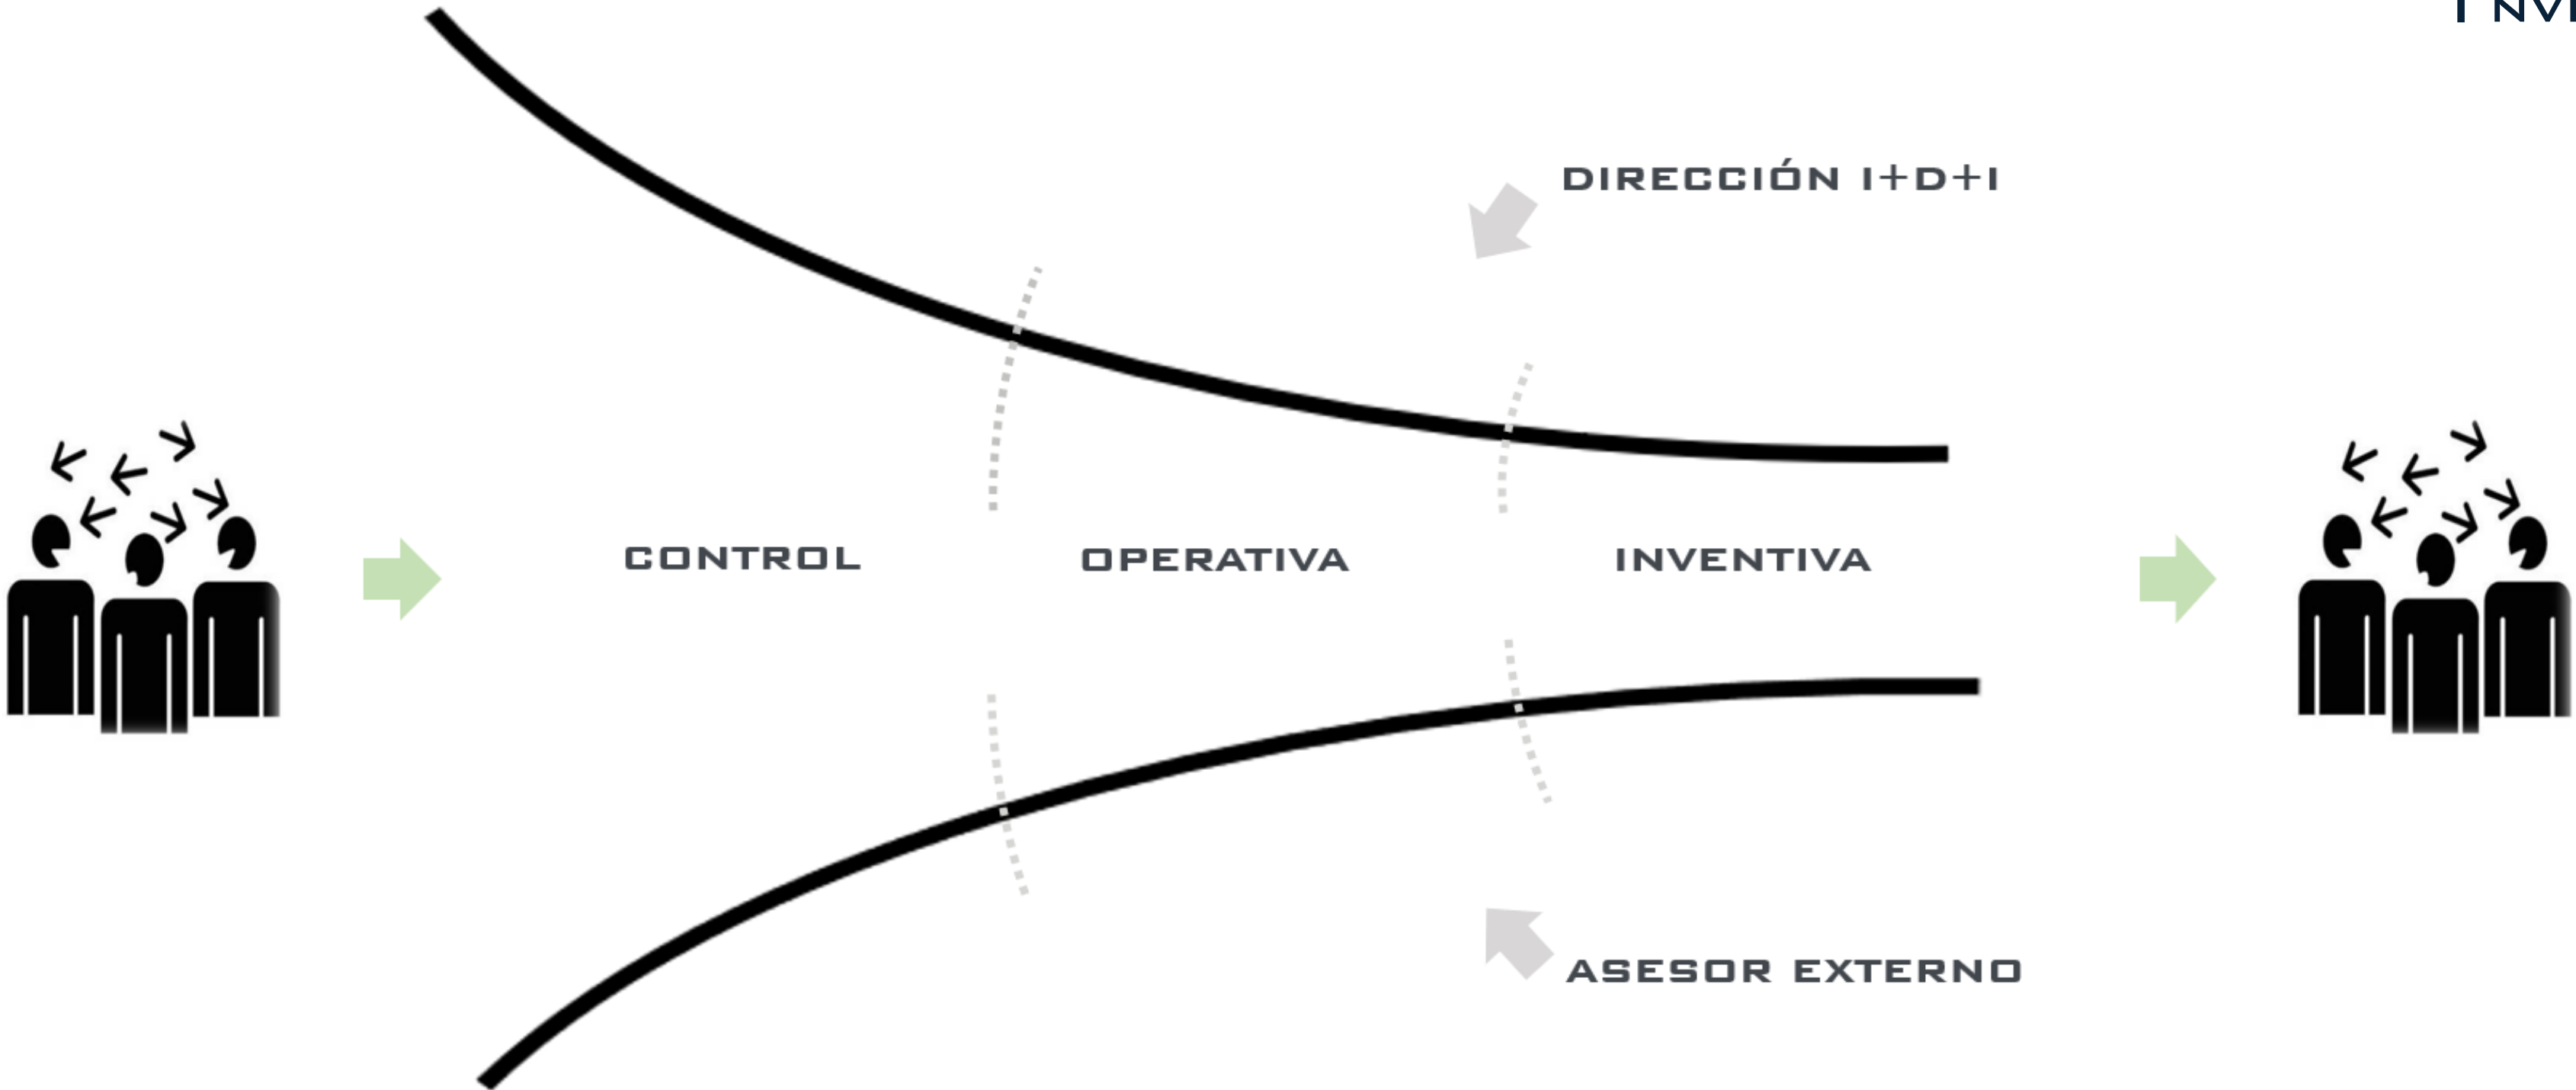 DIRECCIÓN I+D+I
CONTROL
OPERATIVA
INVENTIVA
ASESOR EXTERNO